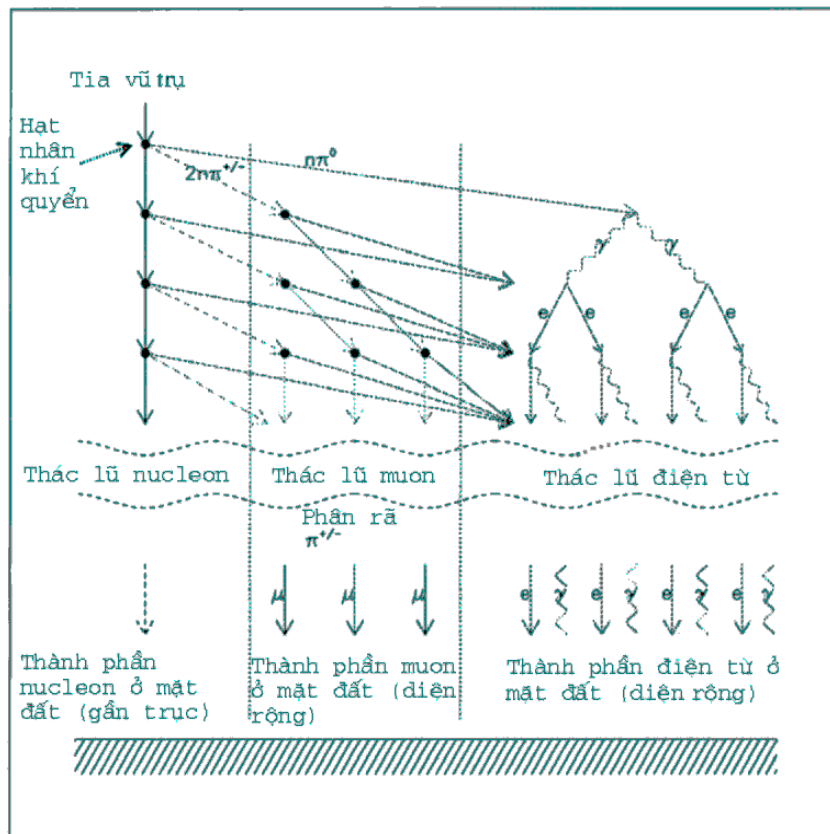 Tia vũ trụ
Hạt
nhân
khí
quyển
2nπ+/-
nπ0
γ γ
e e e e
Thác lũ nucleon
Thác lũ muon
Thác lũ điện từ
Phân rã
π+/-
μ μ μ
e γ e γ e γ e γ
Thành phần
nucleon ở mặt
đất (gần trục)
Thành phần muon
ở mặt đất (diện
rộng)
Thành phần điện từ ở
mặt đất (diện rộng)